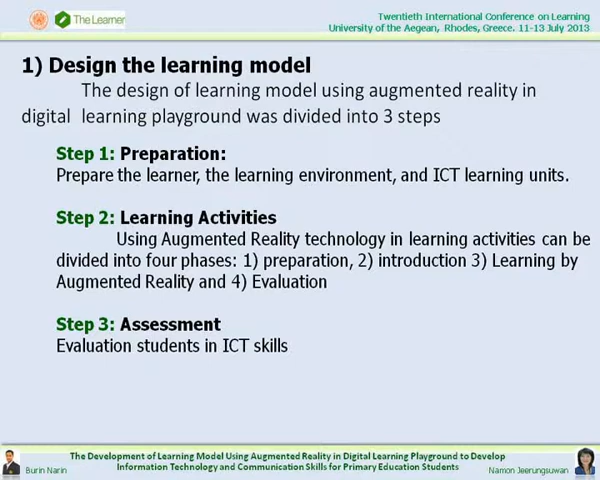 The Learner
Twentieth International Conference on Learning
University of the Aegean, Rhodes, Greece. 11-13 July 2013
1) Design the learning model
The design of learning model using augmented reality in
digital learning playground was divided into 3 steps
Step 1: Preparation:
Prepare the learner, the learning environment, and ICT learning units.
Step 2: Learning Activities
Using Augmented Reality technology in learning activities can be
divided into four phases: 1) preparation, 2) introduction 3) Learning by
Augmented Reality and 4) Evaluation
Step 3: Assessment
Evaluation students in ICT skills
The Development of Learning Model Using Augmented Reality in Digital Learning Playground to Develop
Information Technology and Communication Skills for Primary Education Students
Burin Narin
Namon Jeerungsuwan